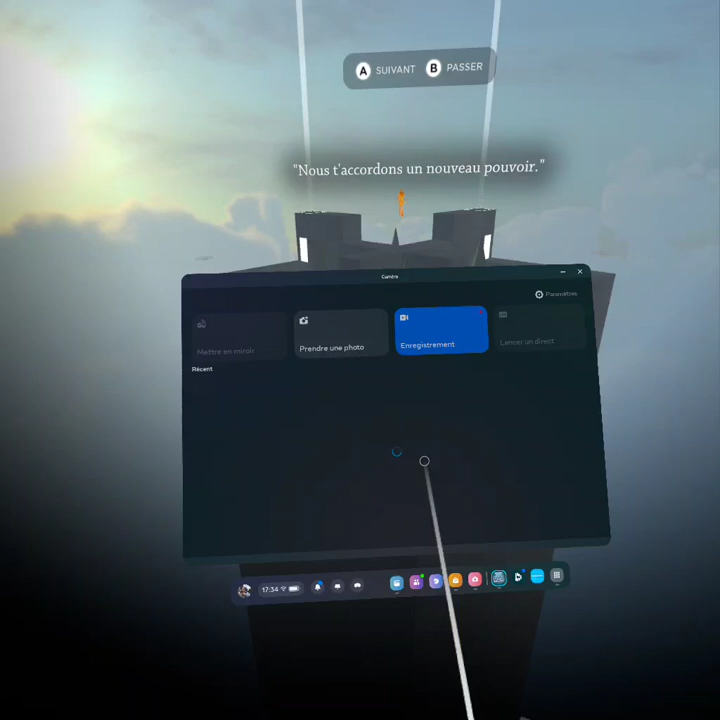 A SUIVANT B PASSER
"Nous t'accordons un nouveau pouvoir."
Caméra
Paramètres
Mettre en miroir
Prendre une photo
Enregistrement
Lancer un direct
Récent
17:34